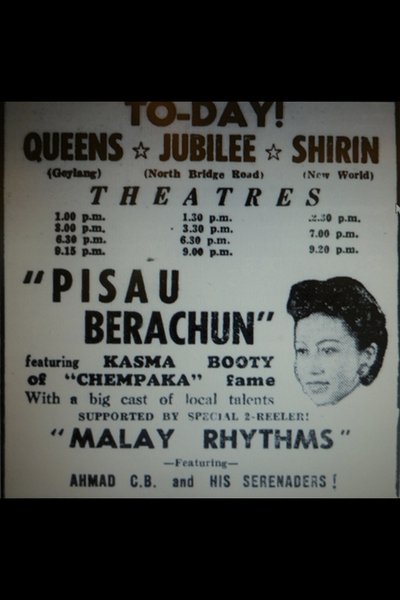 TO-DAY!
QUEENS ☆ JUBILEE ☆ SHIRIN
(Geylang) (North Bridge Road) (New World)
THEATRES
1.00 p.m. 1.30 p.m. 2.30 p.m.
3.00 p.m. 3.30 p.m. 7.00 p.m.
6.30 p.m. 6.30 p.m. 9.20 p.m.
9.15 p.m. 9.00 p.m.
"PISAU
BERACHUN"
featuring KASMA BOOTY
of "CHEMPAKA" fame
With a big cast of local talents
SUPPORTED BY SPECIAL 2-REELER!
"MALAY RHYTHMS"
—Featuring—
AHMAD C.B. and HIS SERENADERS!